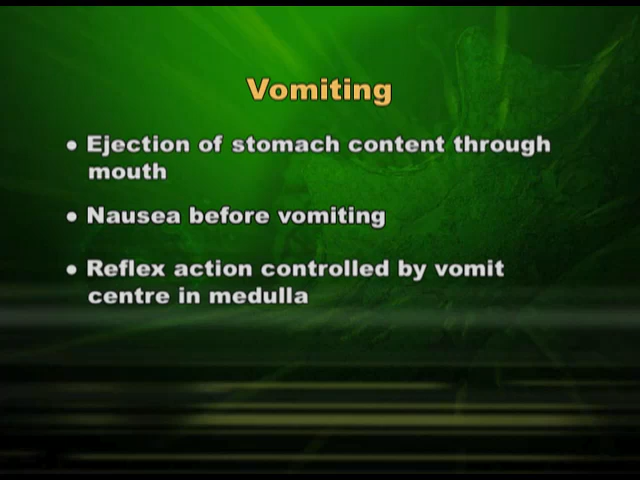 Vomiting
● Ejection of stomach content through
mouth
● Nausea before vomiting
● Reflex action controlled by vomit
centre in medulla